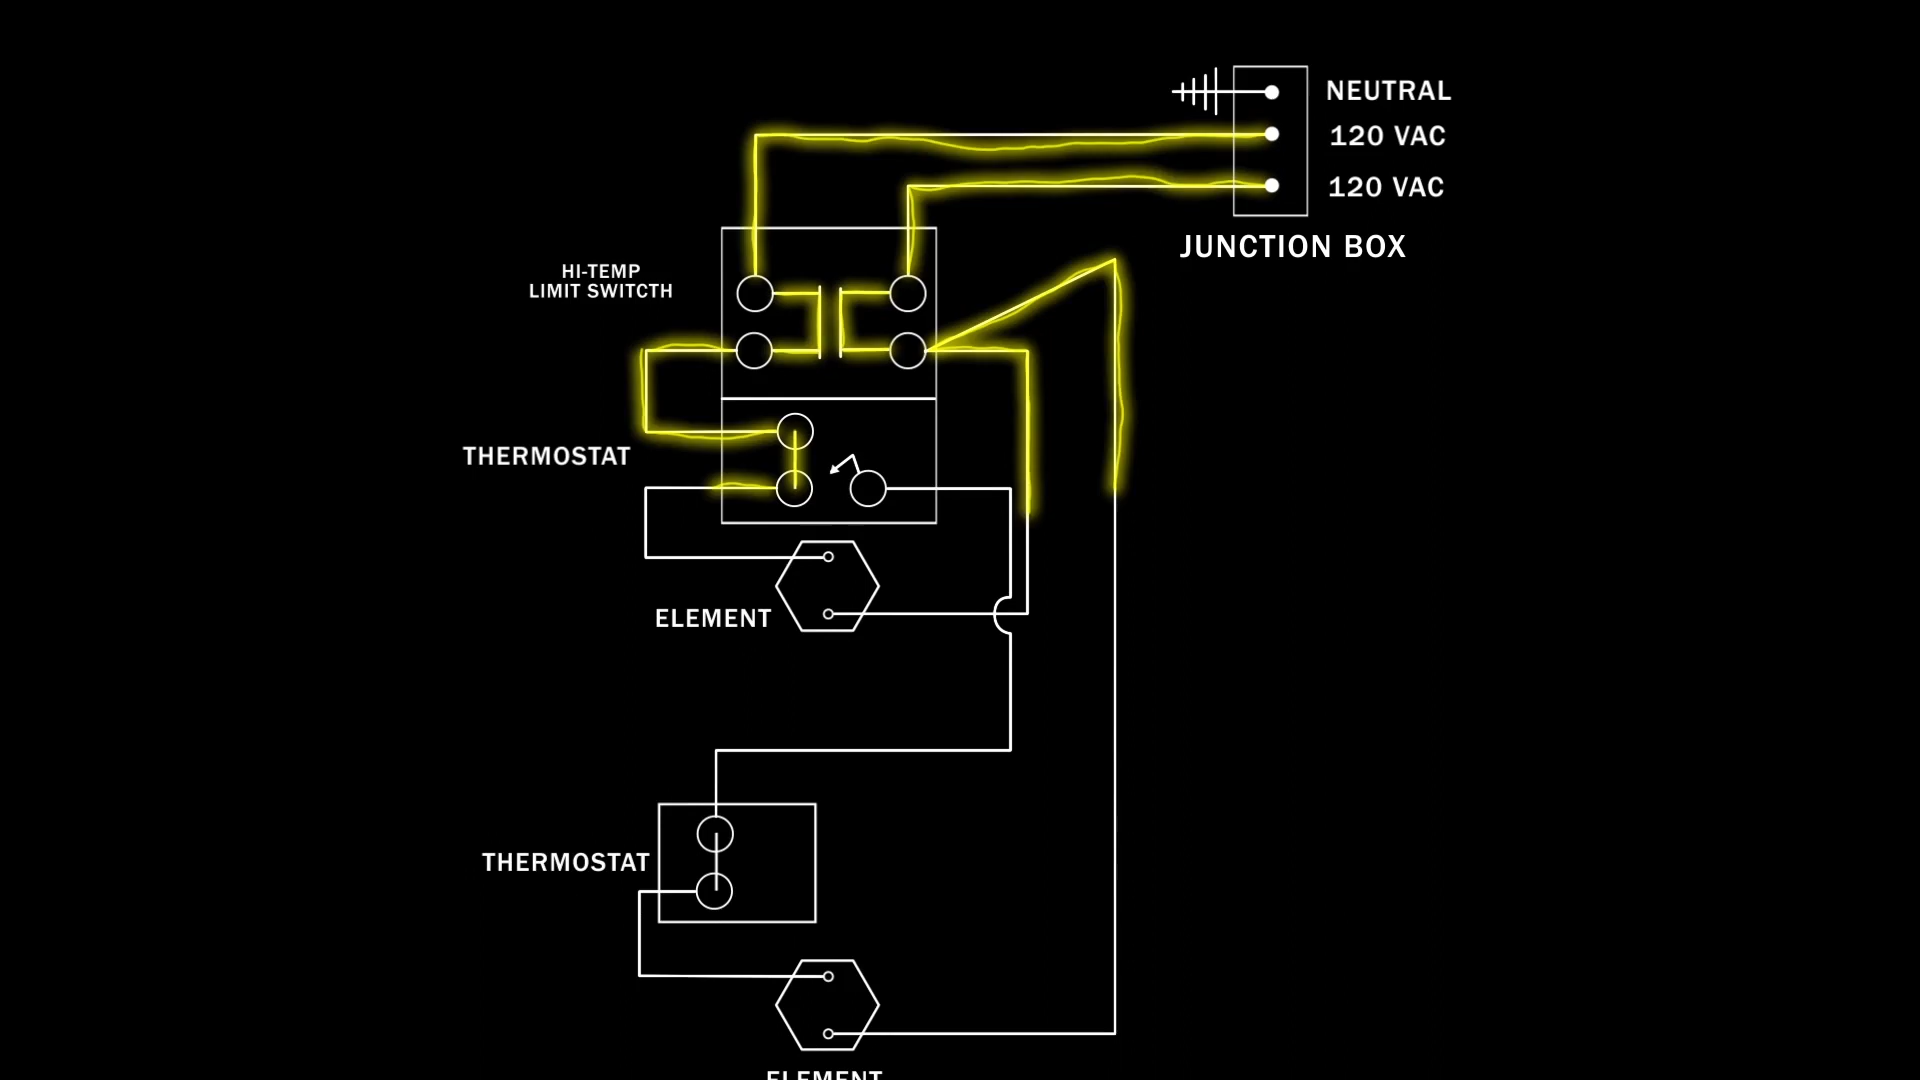 NEUTRAL
120 VAC
120 VAC
JUNCTION BOX
HI-TEMP
LIMIT SWITCTH
THERMOSTAT
ELEMENT
THERMOSTAT
ELEMENT